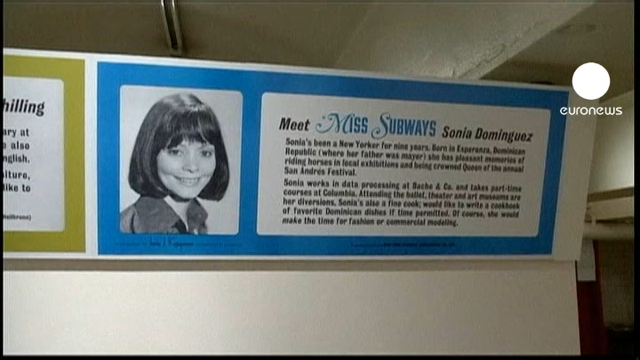 hilling
ary at
s also
nglish.
ulture,
like to
euronews
Meet MISS SUBWAYS Sonia Dominguez
Sonia's been a New Yorker for nine years. Born in Esperanza, Dominican
Republic (where her father was mayor) she has pleasant memories of
riding horses in local exhibitions and being crowned Queen of the annual
San Andrés Festival.
Sonia works in data processing at Bache & Co. and takes part-time
courses at Columbia. Attending the ballet, theater and art museums are
her diversions. Sonia's also a fine cook; would like to write a cookbook
of favorite Dominican dishes if time permitted. Of course, she would
make the time for fashion or commercial modeling.